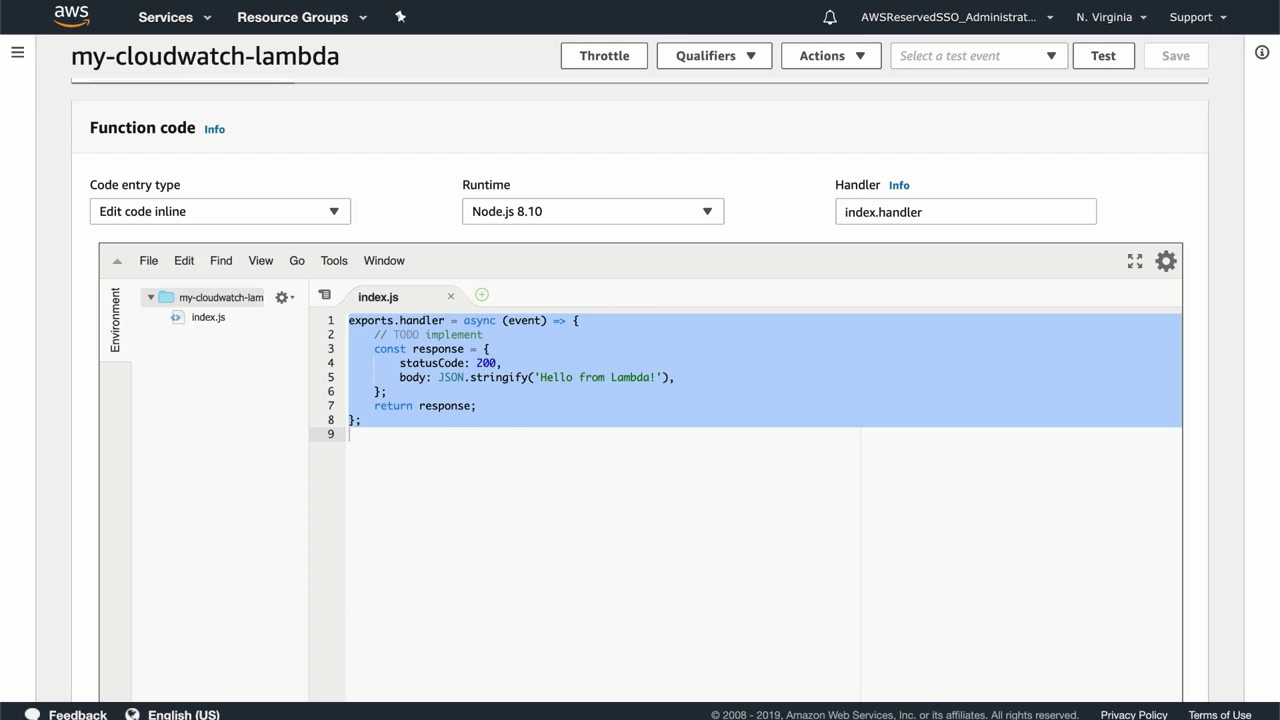 aws Services Resource Groups AWSReservedSSO_Administrat... N. Virginia Support
my-cloudwatch-lambda Throttle Qualifiers Actions Select a test event Test Save
Function code Info
Code entry type Runtime Handler Info
Edit code inline Node.js 8.10 index.handler
File Edit Find View Go Tools Window
Environment
my-cloudwatch-lam
index.js
index.js
1 exports.handler = async (event) => {
2 // TODO implement
3 const response = {
4 statusCode: 200,
5 body: JSON.stringify('Hello from Lambda!'),
6 };
7 return response;
8 };
9
Feedback English (US) © 2008 - 2019, Amazon Web Services, Inc. or its affiliates. All rights reserved. Privacy Policy Terms of Use